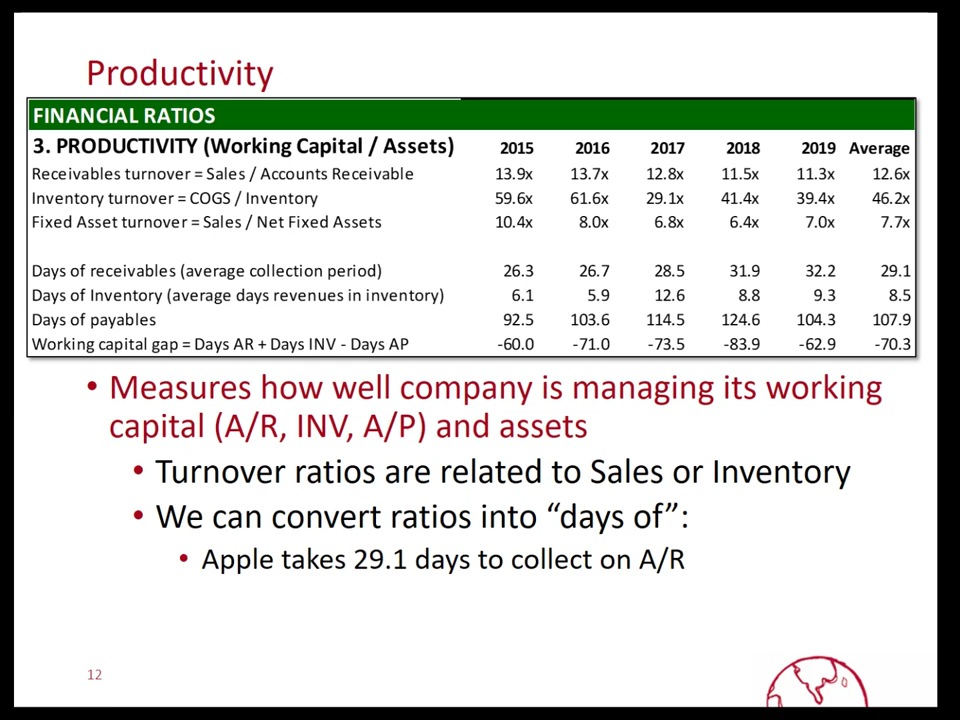 Productivity
FINANCIAL RATIOS
3. PRODUCTIVITY (Working Capital / Assets) 2015 2016 2017 2018 2019 Average
Receivables turnover = Sales / Accounts Receivable 13.9x 13.7x 12.8x 11.5x 11.3x 12.6x
Inventory turnover = COGS / Inventory 59.6x 61.6x 29.1x 41.4x 39.4x 46.2x
Fixed Asset turnover = Sales / Net Fixed Assets 10.4x 8.0x 6.8x 6.4x 7.0x 7.7x
Days of receivables (average collection period) 26.3 26.7 28.5 31.9 32.2 29.1
Days of Inventory (average days revenues in inventory) 6.1 5.9 12.6 8.8 9.3 8.5
Days of payables 92.5 103.6 114.5 124.6 104.3 107.9
Working capital gap = Days AR + Days INV - Days AP -60.0 -71.0 -73.5 -83.9 -62.9 -70.3
• Measures how well company is managing its working
capital (A/R, INV, A/P) and assets
• Turnover ratios are related to Sales or Inventory
• We can convert ratios into “days of”:
• Apple takes 29.1 days to collect on A/R
12